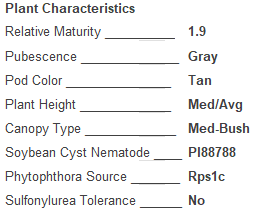 Plant Characteristics
Relative Maturity __________ 1.9
Pubescence ______________ Gray
Pod Color _______________ Tan
Plant Height _____________ Med/Avg
Canopy Type _____________ Med-Bush
Soybean Cyst Nematode ____ PI88788
Phytophthora Source _______ Rps1c
Sulfonylurea Tolerance ______ No